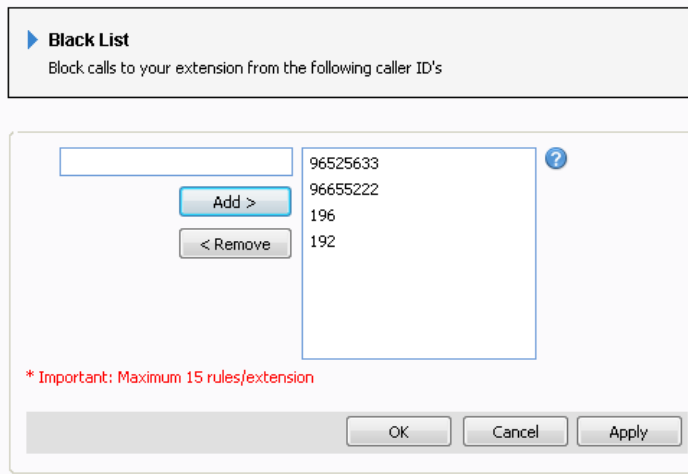 Black List
Block calls to your extension from the following caller ID's
96525633
96655222
Add >
196
< Remove
192
* Important: Maximum 15 rules/extension
OK Cancel Apply